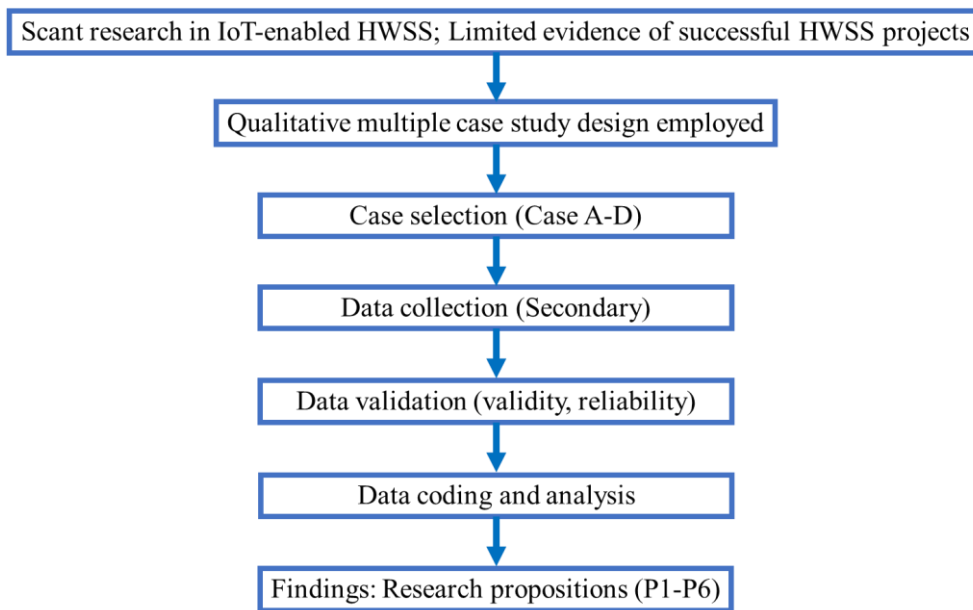 Scant research in IoT-enabled HWSS; Limited evidence of successful HWSS projects
Qualitative multiple case study design employed
Case selection (Case A-D)
Data collection (Secondary)
Data validation (validity, reliability)
Data coding and analysis
Findings: Research propositions (P1-P6)